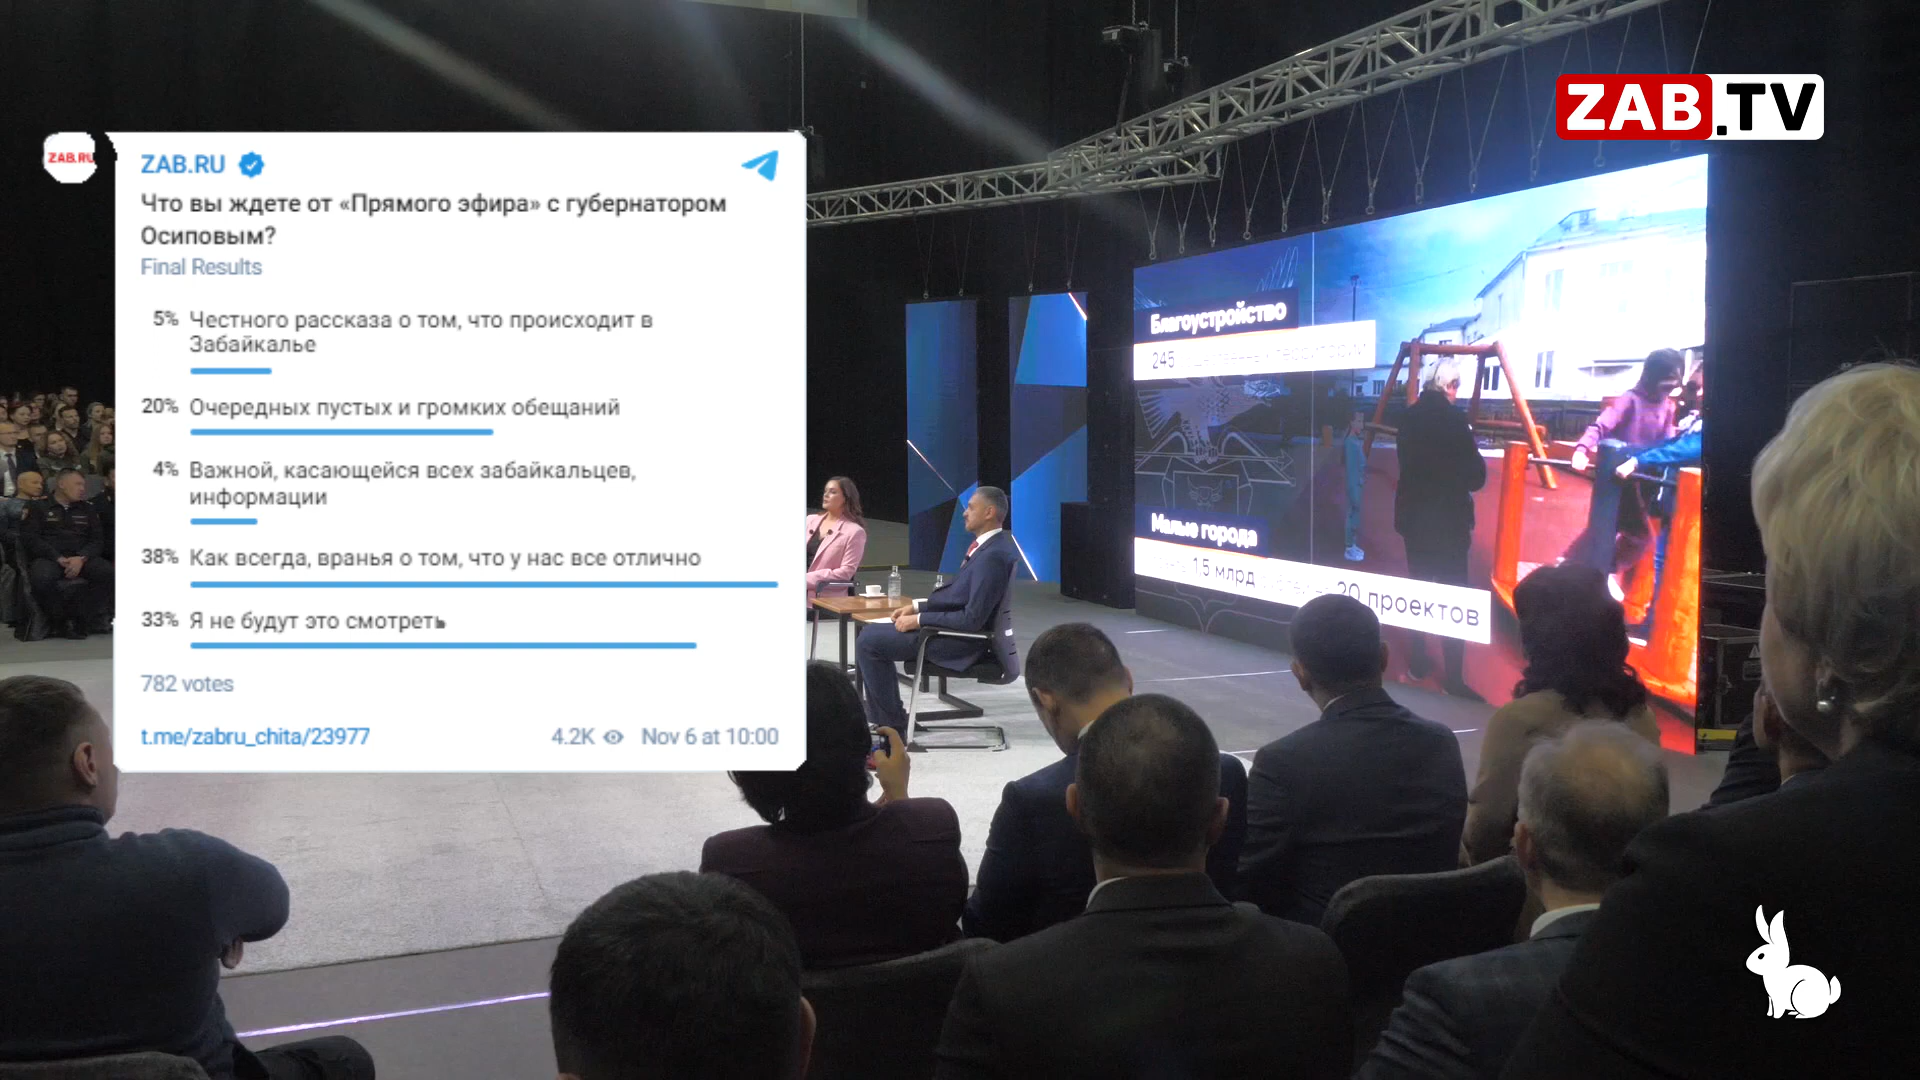 ZAB.TV
ZAB.RU
ZAB.RU
Что вы ждете от «Прямого эфира» с губернатором
Осиповым?
Final Results
5% Честного рассказа о том, что происходит в
Забайкалье
20% Очередных пустых и громких обещаний
4% Важной, касающейся всех забайкальцев,
информации
38% Как всегда, вранья о том, что у нас все отлично
33% Я не будут это смотреть
782 votes
t.me/zabru_chita/23977 4.2K Nov 6 at 10:00
Благоустройство
245 территории
Малые города
1,5 млрд 20 проектов